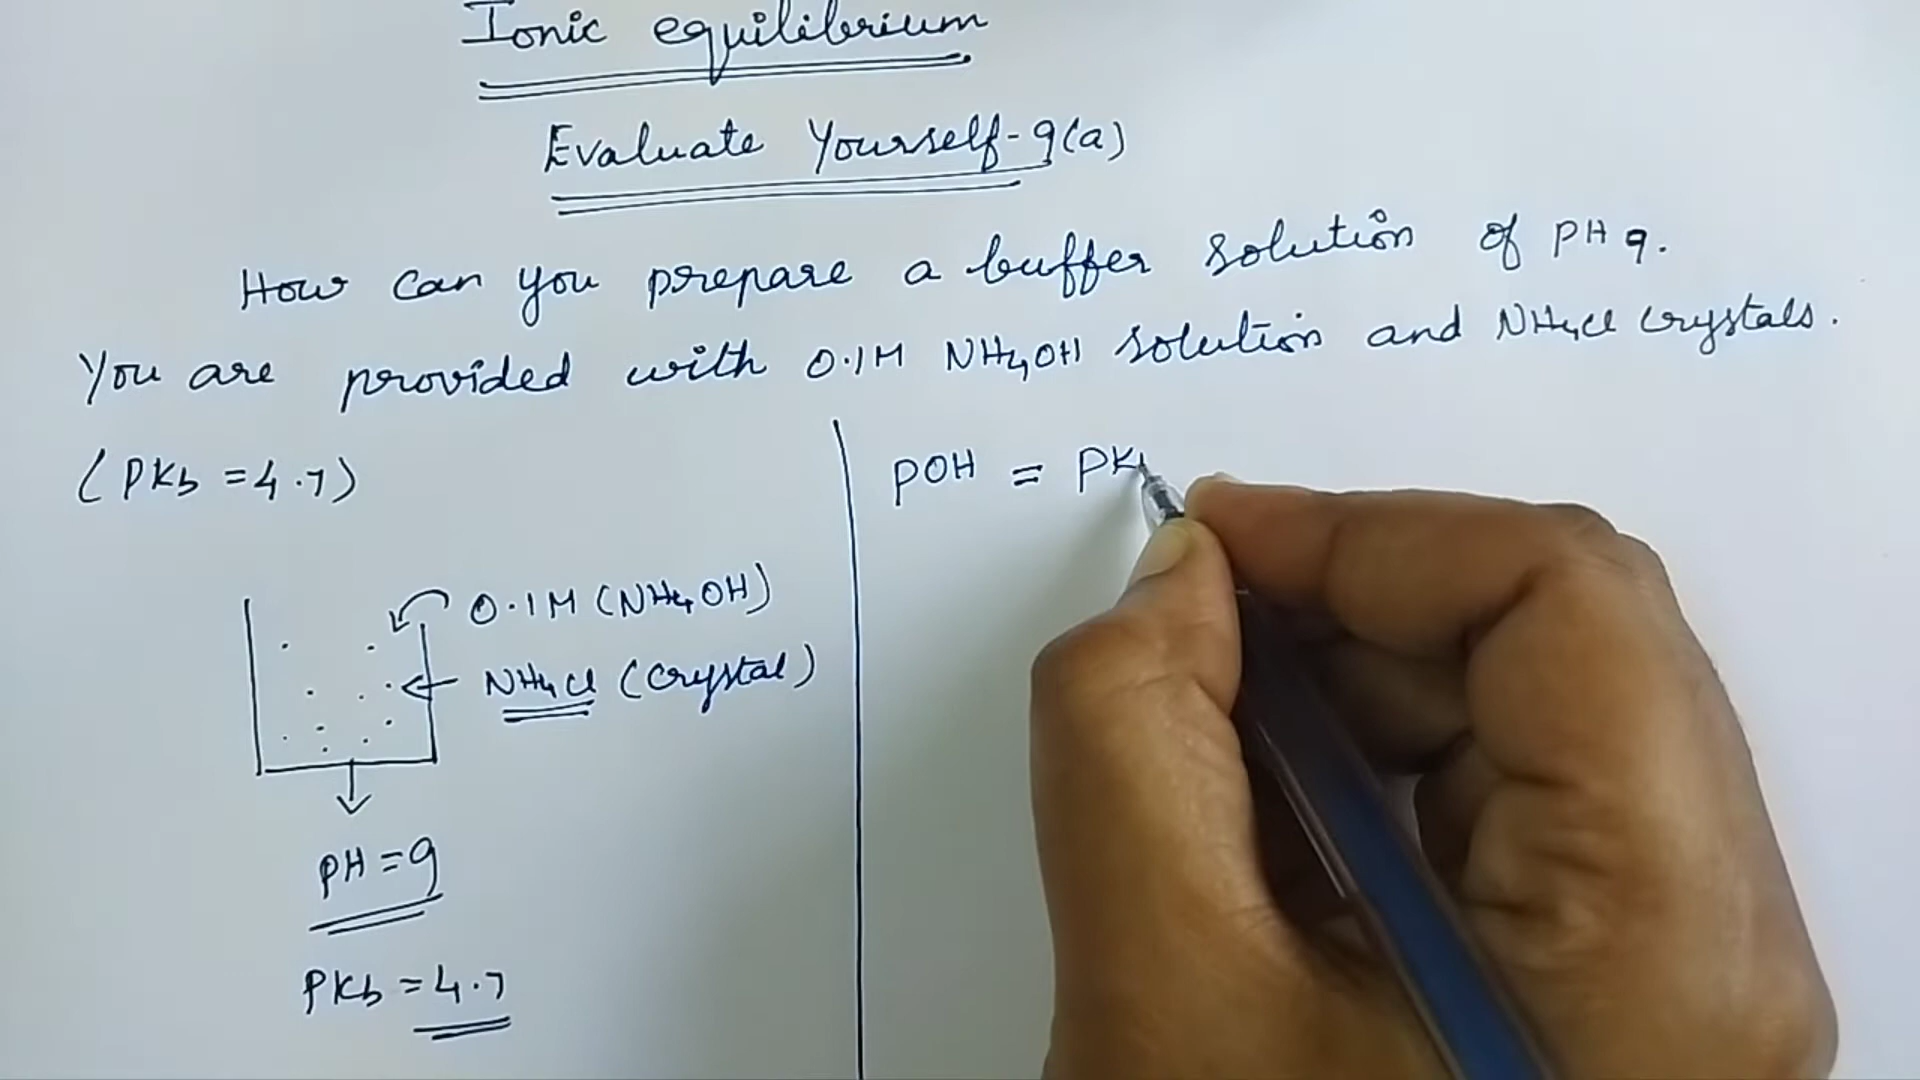 Ionic equilibrium
Evaluate Yourself-9(a)
How can you prepare a buffer solution of PH 9.
You are provided with 0.1M NH4OH solution and NH4Cl crystals.
(PKb = 4.7)
POH = PK
0.1M (NH4OH)
NH4Cl (Crystal)
PH = 9
PKb = 4.7